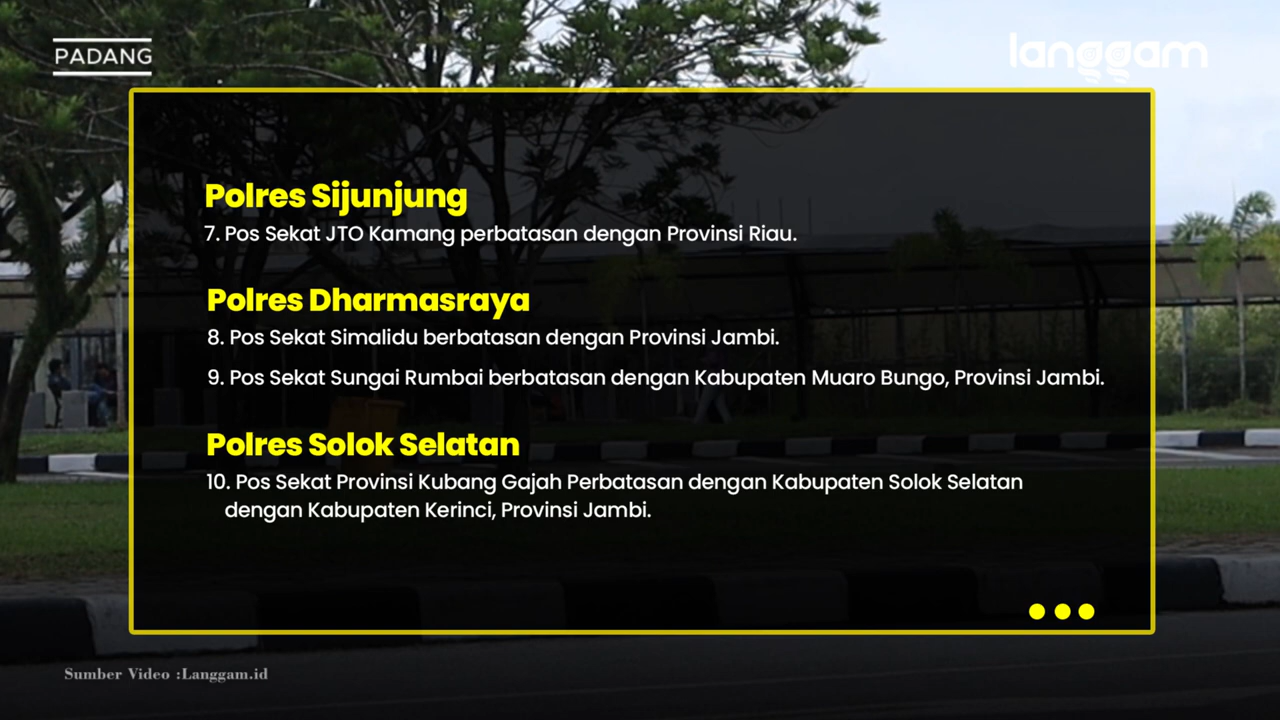 PADANG
langgam
Polres Sijunjung
7. Pos Sekat JTO Kamang perbatasan dengan Provinsi Riau.
Polres Dharmasraya
8. Pos Sekat Simalidu berbatasan dengan Provinsi Jambi.
9. Pos Sekat Sungai Rumbai berbatasan dengan Kabupaten Muaro Bungo, Provinsi Jambi.
Polres Solok Selatan
10. Pos Sekat Provinsi Kubang Gajah Perbatasan dengan Kabupaten Solok Selatan
dengan Kabupaten Kerinci, Provinsi Jambi.
Sumber Video :Langgam.id